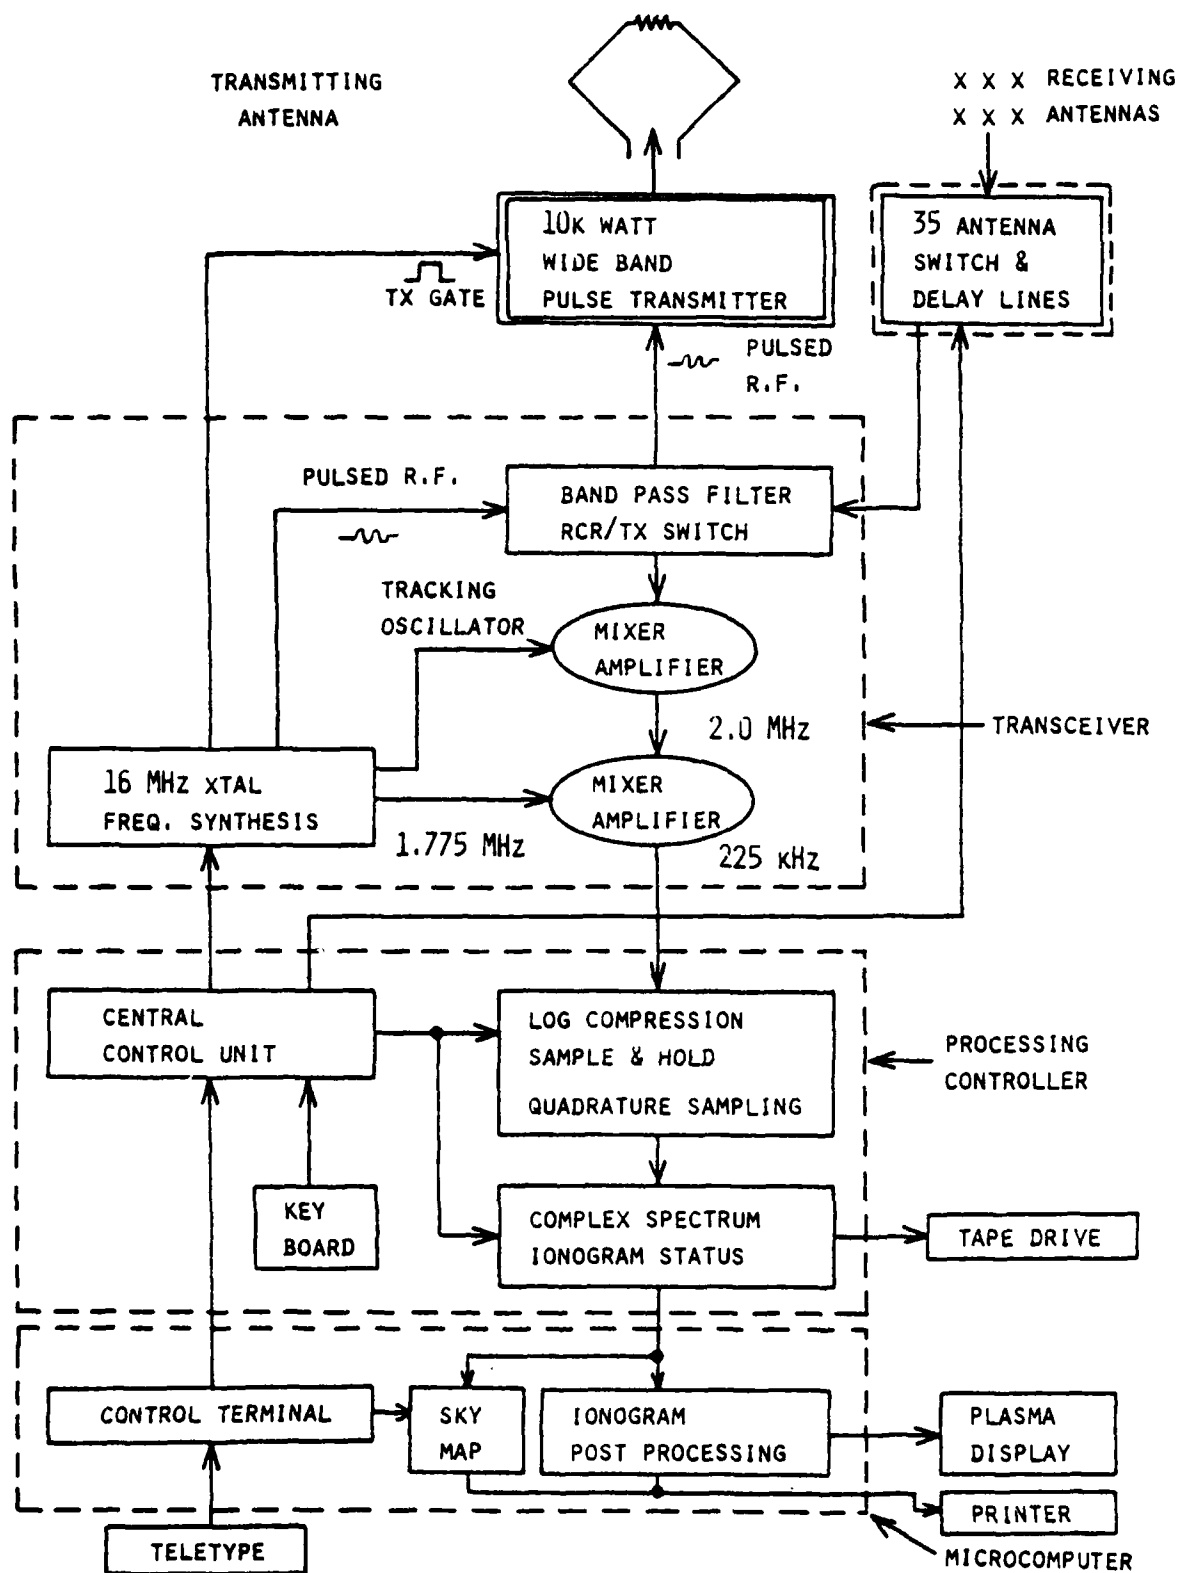 TRANSMITTING
ANTENNA
X X X RECEIVING
X X X ANTENNAS
10K WATT
WIDE BAND
PULSE TRANSMITTER
35 ANTENNA
SWITCH &
DELAY LINES
TX GATE
PULSED
R.F.
PULSED R.F.
BAND PASS FILTER
RCR/TX SWITCH
TRACKING
OSCILLATOR
MIXER
AMPLIFIER
2.0 MHz
TRANSCEIVER
16 MHz XTAL
FREQ. SYNTHESIS
MIXER
AMPLIFIER
1.775 MHz
225 KHz
CENTRAL
CONTROL UNIT
LOG COMPRESSION
SAMPLE & HOLD
QUADRATURE SAMPLING
PROCESSING
CONTROLLER
KEY
BOARD
COMPLEX SPECTRUM
IONOGRAM STATUS
TAPE DRIVE
CONTROL TERMINAL
SKY
MAP
IONOGRAM
POST PROCESSING
PLASMA
DISPLAY
PRINTER
TELETYPE
MICROCOMPUTER